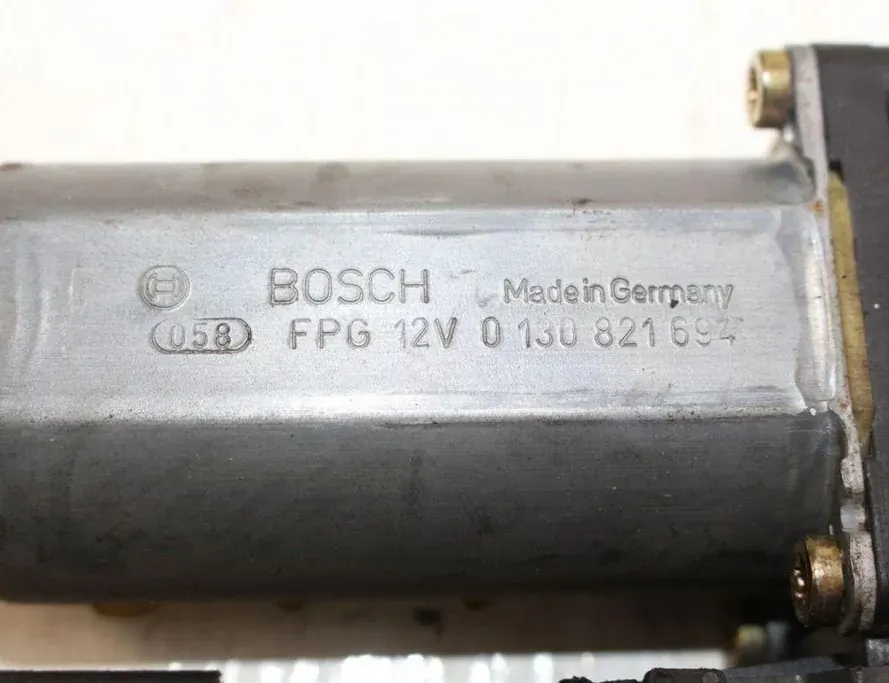 BOSCH Made in Germany
058 FPG 12V 0 130 821 694